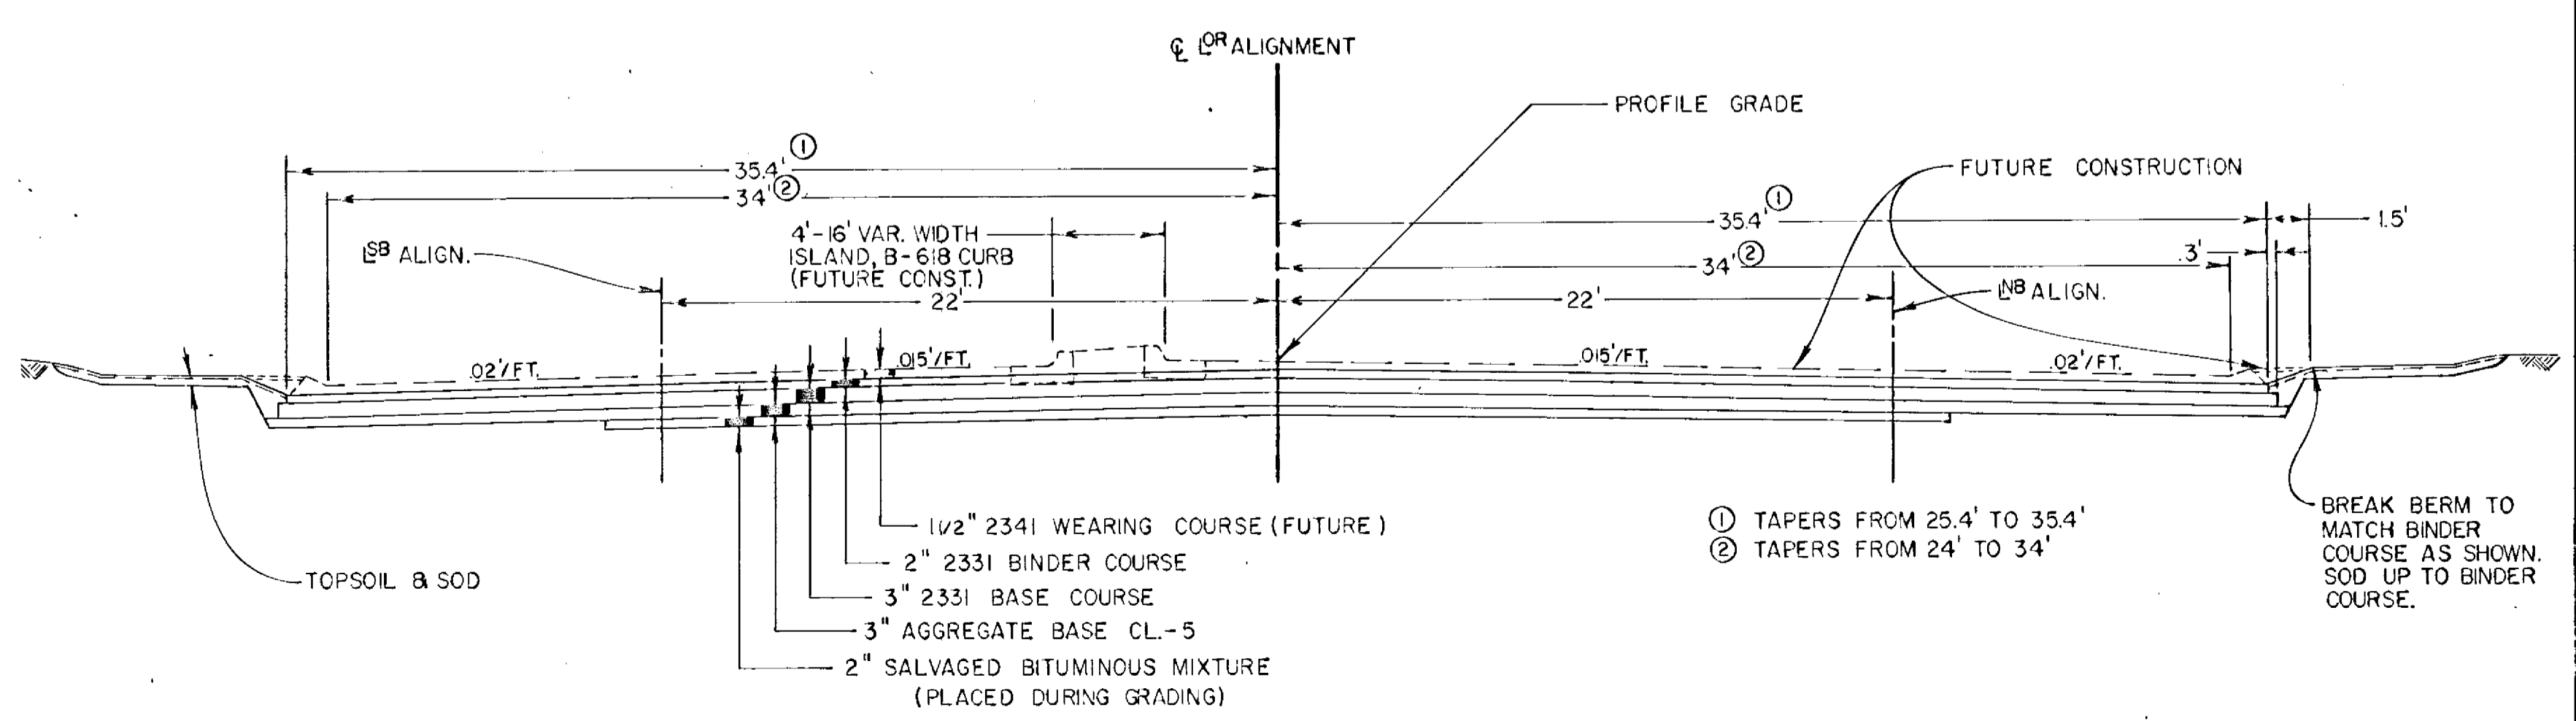 ℄ LOR ALIGNMENT
PROFILE GRADE
FUTURE CONSTRUCTION
35.4' ①
34' ②
35.4' ①
1.5'
4'-16' VAR. WIDTH
ISLAND, B-618 CURB
(FUTURE CONST.)
LSB ALIGN.
34' ②
.3'
22'
22'
LNB ALIGN.
.02'/FT.
.015'/FT.
.015'/FT.
.02'/FT.
1 1/2" 2341 WEARING COURSE (FUTURE)
2" 2331 BINDER COURSE
3" 2331 BASE COURSE
3" AGGREGATE BASE CL.-5
2" SALVAGED BITUMINOUS MIXTURE
(PLACED DURING GRADING)
TOPSOIL & SOD
① TAPERS FROM 25.4' TO 35.4'
② TAPERS FROM 24' TO 34'
BREAK BERM TO
MATCH BINDER
COURSE AS SHOWN.
SOD UP TO BINDER
COURSE.